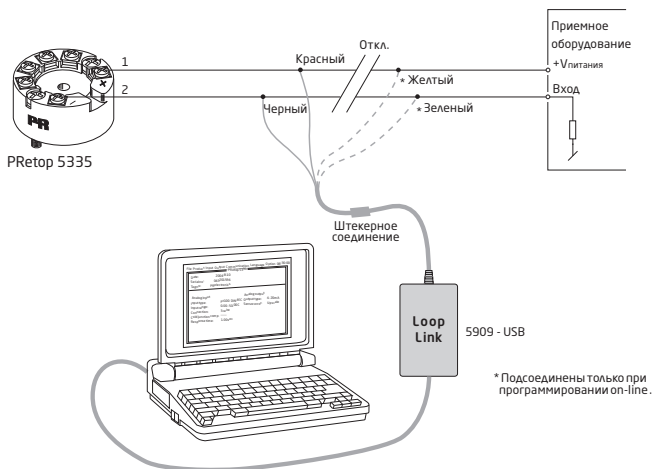 Приемное
оборудование
Откл.
1
Красный
+Vпитания
* Желтый
2
Вход
Черный
* Зеленый
PR
PRetop 5335
Штекерное
соединение
Loop
Link
5909 - USB
* Подсоединены только при
программировании on-line.